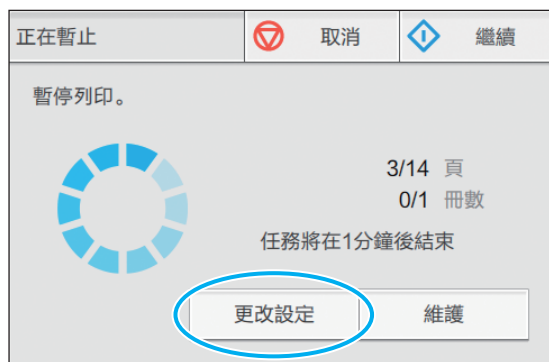 正在暫止 取消 繼續
暫停列印。
3/14 頁
0/1 冊數
任務將在1分鐘後結束
更改設定 維護